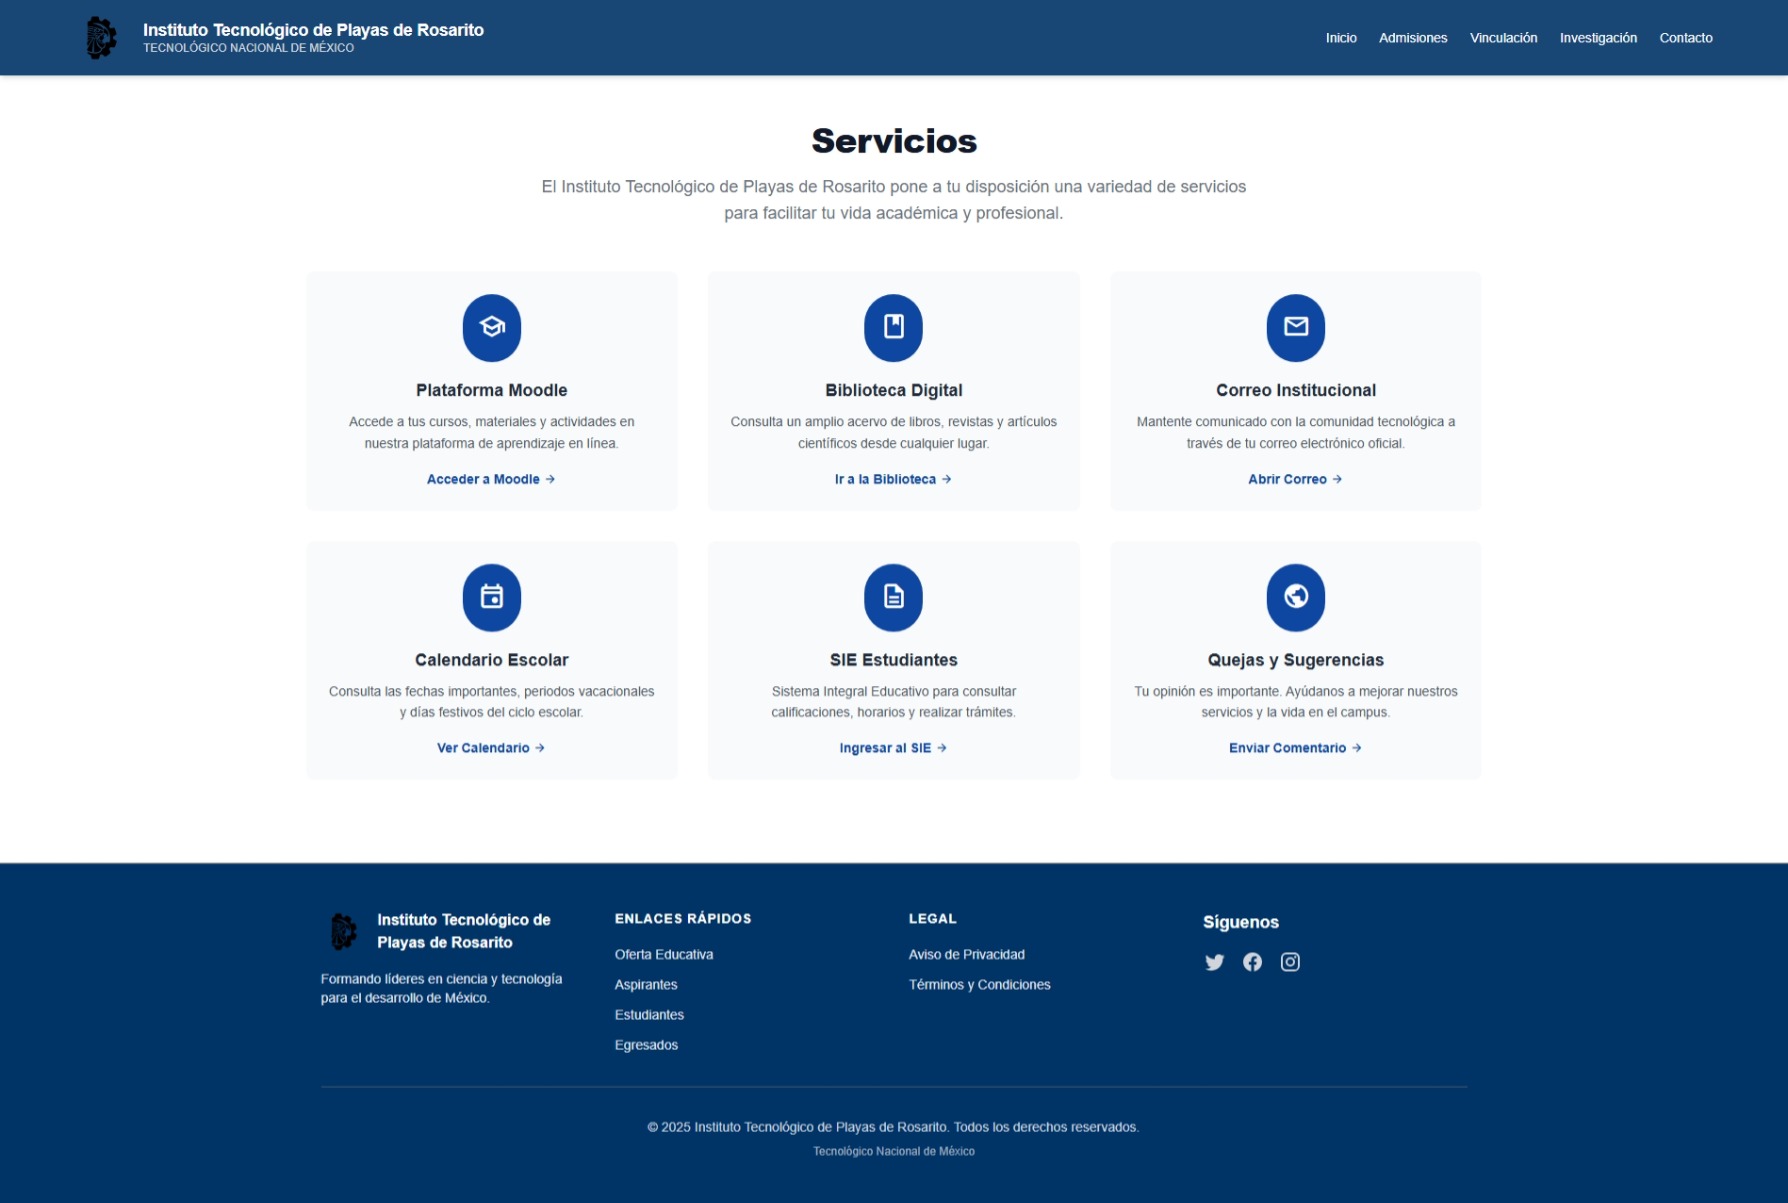 Instituto Tecnológico de Playas de Rosarito
TECNOLÓGICO NACIONAL DE MÉXICO
Inicio
Admisiones
Vinculación
Investigación
Contacto
Servicios
El Instituto Tecnológico de Playas de Rosarito pone a tu disposición una variedad de servicios
para facilitar tu vida académica y profesional.
Plataforma Moodle
Accede a tus cursos, materiales y actividades en
nuestra plataforma de aprendizaje en línea.
Acceder a Moodle →
Biblioteca Digital
Consulta un amplio acervo de libros, revistas y artículos
científicos desde cualquier lugar.
Ir a la Biblioteca →
Correo Institucional
Mantente comunicado con la comunidad tecnológica a
través de tu correo electrónico oficial.
Abrir Correo →
Calendario Escolar
Consulta las fechas importantes, periodos vacacionales
y días festivos del ciclo escolar.
Ver Calendario →
SIE Estudiantes
Sistema Integral Educativo para consultar
calificaciones, horarios y realizar trámites.
Ingresar al SIE →
Quejas y Sugerencias
Tu opinión es importante. Ayúdanos a mejorar nuestros
servicios y la vida en el campus.
Enviar Comentario →
Instituto Tecnológico de
Playas de Rosarito
Formando líderes en ciencia y tecnología
para el desarrollo de México.
ENLACES RÁPIDOS
Oferta Educativa
Aspirantes
Estudiantes
Egresados
LEGAL
Aviso de Privacidad
Términos y Condiciones
Síguenos
© 2025 Instituto Tecnológico de Playas de Rosarito. Todos los derechos reservados.
Tecnológico Nacional de México